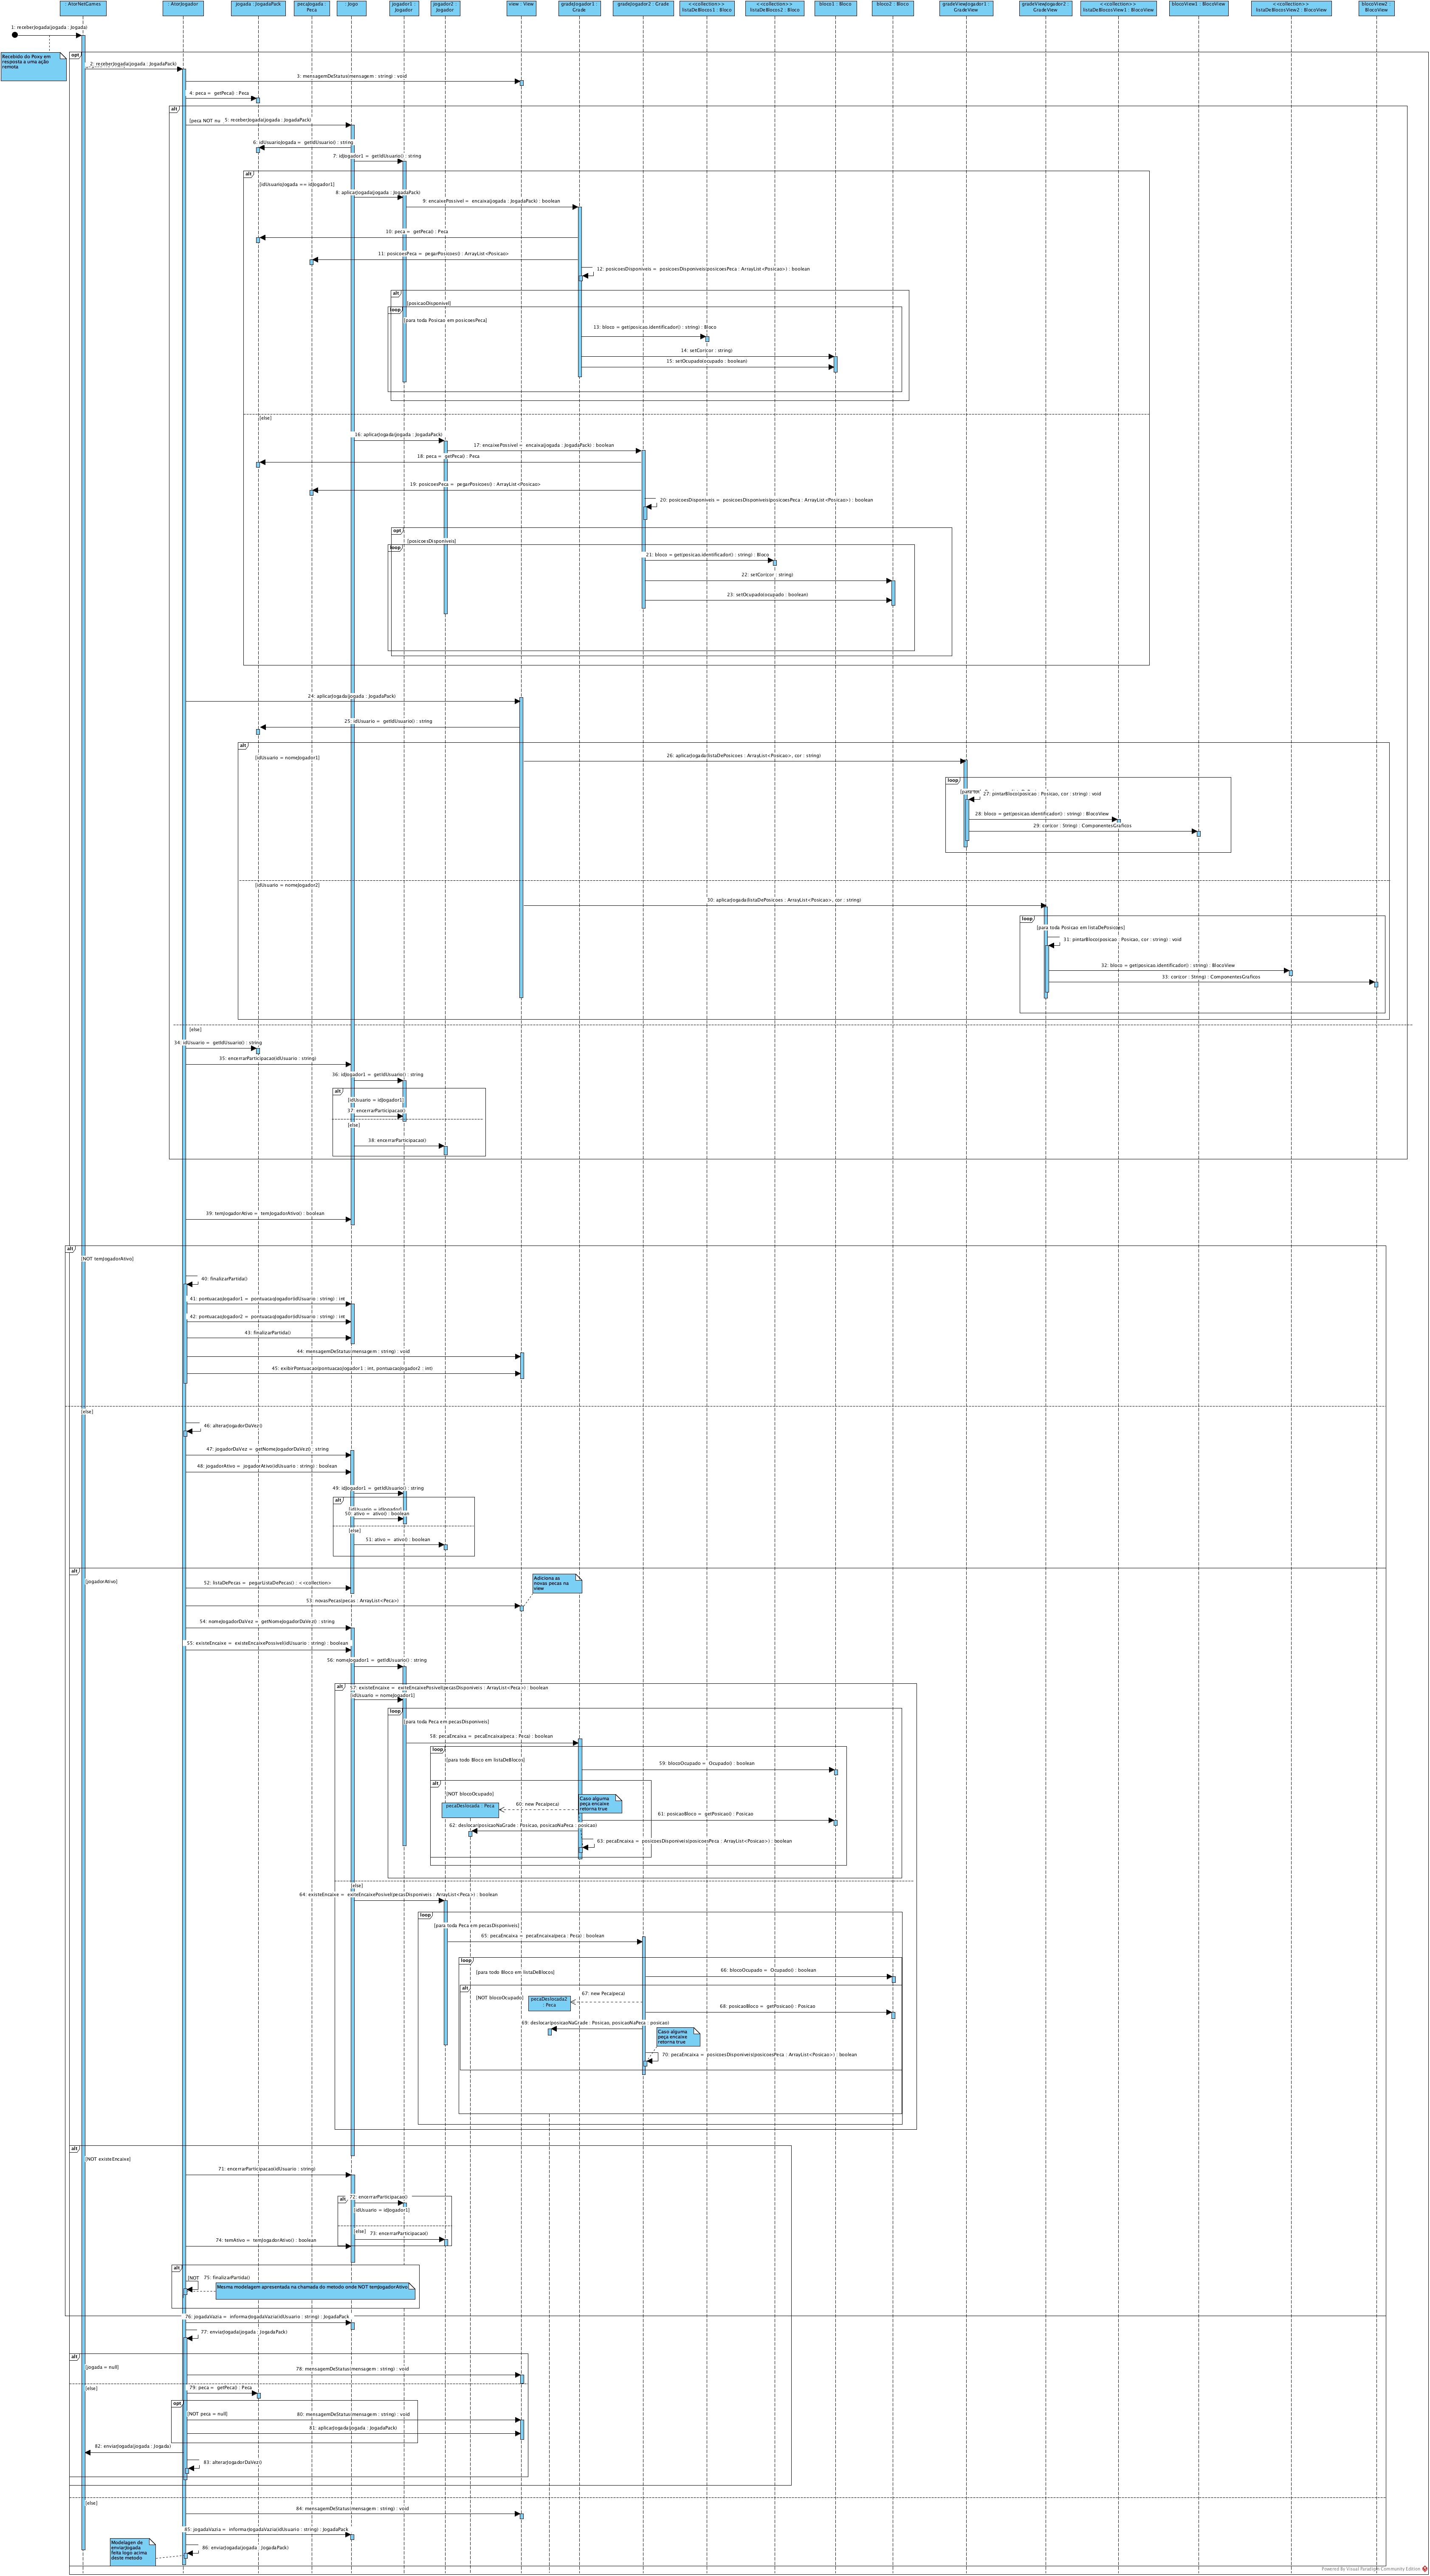 : AtorNetGames
: AtorJogador
jogada : JogadaPack
pecaJogada :
Peca
: Jogo
jogador1 :
Jogador
jogador2 :
Jogador
view : View
gradeJogador1 :
Grade
gradeJogador2 : Grade
<<collection>>
listaDeBlocos1 : Bloco
<<collection>>
listaDeBlocos2 : Bloco
bloco1 : Bloco
bloco2 : Bloco
gradeViewJogador1 :
GradeView
gradeViewJogador2 :
GradeView
<<collection>>
listaDeBlocosView1 : BlocoView
blocoView1 : BlocoView
<<collection>>
listaDeBlocosView2 : BlocoView
blocoView2 :
BlocoView
1: receberJogada(jogada : Jogada)
Recebido do Poxy em
resposta a uma ação
remota
opt
2: receberJogada(jogada : JogadaPack)
3: mensagemDeStatus(mensagem : string) : void
4: peca = getPeca() : Peca
alt
[peca NOT nu
5: receberJogada(jogada : JogadaPack)
6: idUsuarioJogada = getIdUsuario() : string
7: idJogador1 = getIdUsuario() : string
alt
[idUsuarioJogada == idJogador1]
8: aplicarJogada(jogada : JogadaPack)
9: encaixePossivel = encaixa(jogada : JogadaPack) : boolean
10: peca = getPeca() : Peca
11: posicoesPeca = pegarPosicoes() : ArrayList<Posicao>
12: posicoesDisponiveis = posicoesDisponiveis(posicoesPeca : ArrayList<Posicao>) : boolean
alt
[posicaoDisponivel]
loop
[para toda Posicao em posicoesPeca]
13: bloco = get(posicao.identificador() : string) : Bloco
14: setCor(cor : string)
15: setOcupado(ocupado : boolean)
[else]
16: aplicarJogada(jogada : JogadaPack)
17: encaixePossivel = encaixa(jogada : JogadaPack) : boolean
18: peca = getPeca() : Peca
19: posicoesPeca = pegarPosicoes() : ArrayList<Posicao>
20: posicoesDisponiveis = posicoesDisponiveis(posicoesPeca : ArrayList<Posicao>) : boolean
opt
[posicoesDisponiveis]
loop
21: bloco = get(posicao.identificador() : string) : Bloco
22: setCor(cor : string)
23: setOcupado(ocupado : boolean)
24: aplicarJogada(jogada : JogadaPack)
25: idUsuario = getIdUsuario() : string
alt
[idUsuario = nomeJogador1]
26: aplicarJogada(listaDePosicoes : ArrayList<Posicao>, cor : string)
loop
27: pintarBloco(posicao : Posicao, cor : string) : void
28: bloco = get(posicao.identificador() : string) : BlocoView
29: cor(cor : String) : ComponentesGraficos
[idUsuario = nomeJogador2]
30: aplicarJogada(listaDePosicoes : ArrayList<Posicao>, cor : string)
loop
[para toda Posicao em listaDePosicoes]
31: pintarBloco(posicao : Posicao, cor : string) : void
32: bloco = get(posicao.identificador() : string) : BlocoView
33: cor(cor : String) : ComponentesGraficos
[else]
34: idUsuario = getIdUsuario() : string
35: encerrarParticipacao(idUsuario : string)
36: idJogador1 = getIdUsuario() : string
alt
[idUsuario = idJogador1]
37: encerrarParticipacao()
[else]
38: encerrarParticipacao()
39: temJogadorAtivo = temJogadorAtivo() : boolean
alt
[NOT temJogadorAtivo]
40: finalizarPartida()
41: pontuacaoJogador1 = pontuacaoJogador(idUsuario : string) : int
42: pontuacaoJogador2 = pontuacaoJogador(idUsuario : string) : int
43: finalizarPartida()
44: mensagemDeStatus(mensagem : string) : void
45: exibirPontuacao(pontuacaoJogador1 : int, pontuacaoJogador2 : int)
[else]
46: alterarJogadorDaVez()
47: jogadorDaVez = getNomeJogadorDaVez() : string
48: jogadorAtivo = jogadorAtivo(idUsuario : string) : boolean
49: idJogador1 = getIdUsuario() : string
alt
[idUsuario = idJogador
50: ativo = ativo() : boolean
[else]
51: ativo = ativo() : boolean
alt
[jogadorAtivo]
52: listaDePecas = pegarListaDePecas() : <<collection>
Adiciona as
novas pecas na
view
53: novasPecas(pecas : ArrayList<Peca>)
54: nomeJogadorDaVez = getNomeJogadorDaVez() : string
55: existeEncaixe = existeEncaixePossivel(idUsuario : string) : boolean
56: nomeJogador1 = getIdUsuario() : string
alt
57: existeEncaixe = exiteEncaixePosivel(pecasDisponiveis : ArrayList<Peca>) : boolean
idUsuario = nomeJogador1]
loop
[para toda Peca em pecasDisponiveis]
58: pecaEncaixa = pecaEncaixa(peca : Peca) : boolean
loop
[para todo Bloco em listaDeBlocos]
59: blocoOcupado = Ocupado() : boolean
alt
[NOT blocoOcupado]
pecaDeslocada : Peca
60: new Peca(peca)
Caso alguma
peça encaixe
retorna true
61: posicaoBloco = getPosicao() : Posicao
62: deslocar(posicaoNaGrade : Posicao, posicaoNaPeca : posicao)
63: pecaEncaixa = posicoesDisponiveis(posicoesPeca : ArrayList<Posicao>) : boolean
[else]
64: existeEncaixe = exiteEncaixePosivel(pecasDisponiveis : ArrayList<Peca>) : boolean
loop
[para toda Peca em pecasDisponiveis]
65: pecaEncaixa = pecaEncaixa(peca : Peca) : boolean
loop
[para todo Bloco em listaDeBlocos]
66: blocoOcupado = Ocupado() : boolean
alt
[NOT blocoOcupado]
pecaDeslocada2
: Peca
67: new Peca(peca)
68: posicaoBloco = getPosicao() : Posicao
69: deslocar(posicaoNaGrade : Posicao, posicaoNaPeca : posicao)
Caso alguma
peça encaixe
retorna true
70: pecaEncaixa = posicoesDisponiveis(posicoesPeca : ArrayList<Posicao>) : boolean
alt
[NOT existeEncaixe]
71: encerrarParticipacao(idUsuario : string)
alt
72: encerrarParticipacao()
[idUsuario = idJogador1]
[else]
73: encerrarParticipacao()
74: temAtivo = temJogadorAtivo() : boolean
alt
[NOT
75: finalizarPartida()
Mesma modelagem apresentada na chamada do metodo onde NOT temJogadorAtivo
76: jogadaVazia = informarJogadaVazia(idUsuario : string) : JogadaPack
77: enviarJogada(jogada : JogadaPack)
alt
[jogada = null]
78: mensagemDeStatus(mensagem : string) : void
[else]
79: peca = getPeca() : Peca
opt
[NOT peca = null]
80: mensagemDeStatus(mensagem : string) : void
81: aplicarJogada(jogada : JogadaPack)
82: enviarJogada(jogada : Jogada)
83: alterarJogadorDaVez()
[else]
84: mensagemDeStatus(mensagem : string) : void
85: jogadaVazia = informarJogadaVazia(idUsuario : string) : JogadaPack
Modelagem de
enviarJogada
feita logo acima
deste metodo
86: enviarJogada(jogada : JogadaPack)
Powered By Visual Paradigm Community Edition